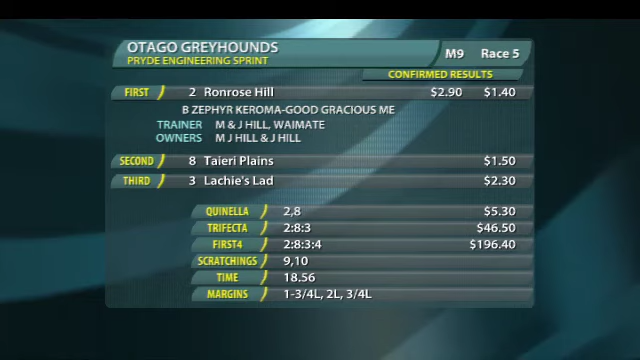 OTAGO GREYHOUNDS M9 Race 5
PRYDE ENGINEERING SPRINT
CONFIRMED RESULTS
FIRST 2 Ronrose Hill $2.90 $1.40
B ZEPHYR KEROMA-GOOD GRACIOUS ME
TRAINER M & J HILL, WAIMATE
OWNERS M J HILL & J HILL
SECOND 8 Taieri Plains $1.50
THIRD 3 Lachie's Lad $2.30
QUINELLA 2,8 $5.30
TRIFECTA 2:8:3 $46.50
FIRST4 2:8:3:4 $196.40
SCRATCHINGS 9,10
TIME 18.56
MARGINS 1-3/4L, 2L, 3/4L